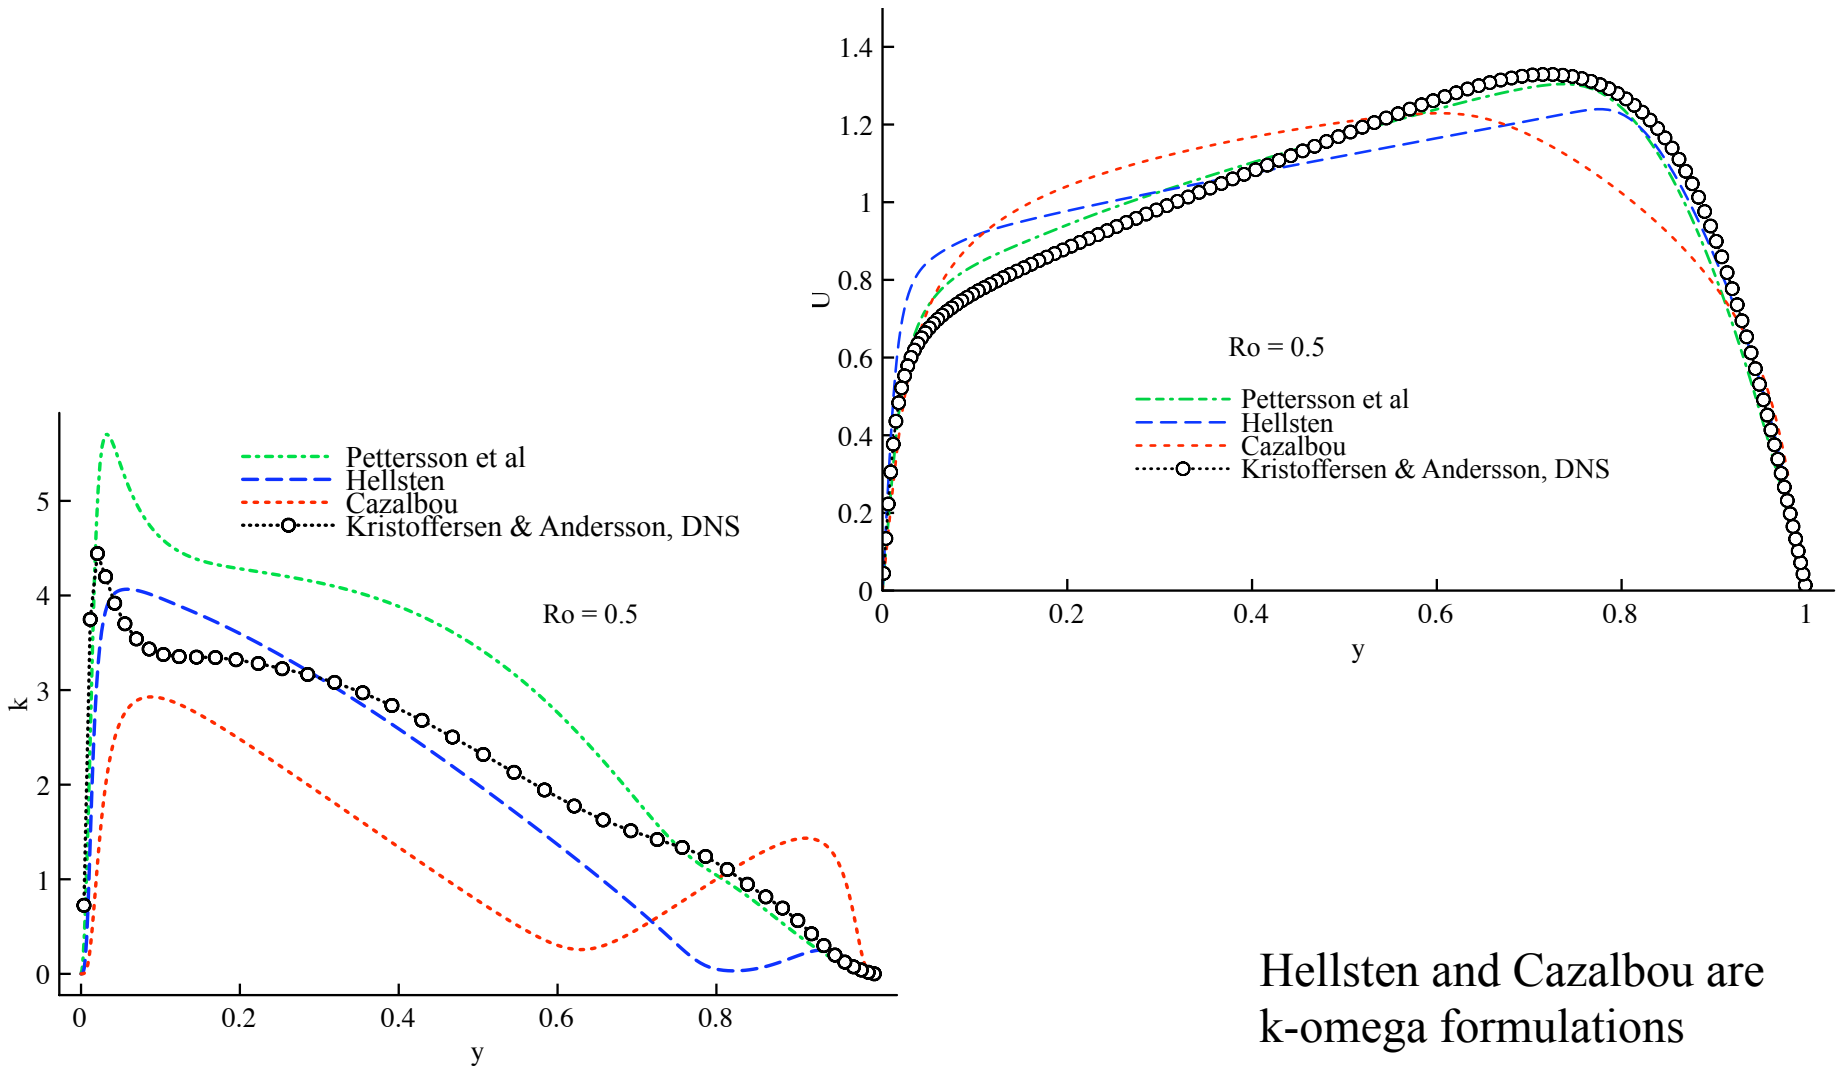 1.4
1.2
1
0.8
U
0.6
0.4
0.2
0
Ro = 0.5
Pettersson et al
Hellsten
Cazalbou
Kristoffersen & Andersson, DNS
0 0.2 0.4 0.6 0.8 1
y
5
4
3
k
2
1
0
Pettersson et al
Hellsten
Cazalbou
Kristoffersen & Andersson, DNS
Ro = 0.5
0 0.2 0.4 0.6 0.8
y
Hellsten and Cazalbou are
k-omega formulations